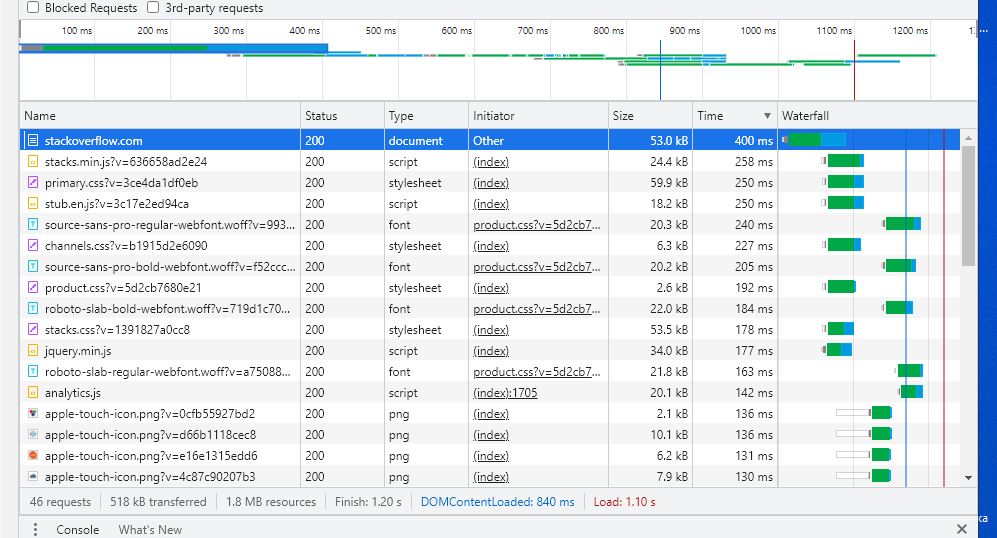 Blocked Requests 3rd-party requests
100 ms 200 ms 300 ms 400 ms 500 ms 600 ms 700 ms 800 ms 900 ms 1000 ms 1100 ms 1200 ms 1:
...
Name Status Type Initiator Size Time Waterfall
stackoverflow.com 200 document Other 53.0 kB 400 ms
stacks.min.js?v=636658ad2e24 200 script (index) 24.4 kB 258 ms
primary.css?v=3ce4da1df0eb 200 stylesheet (index) 59.9 kB 250 ms
stub.en.js?v=3c17e2ed94ca 200 script (index) 18.2 kB 250 ms
source-sans-pro-regular-webfont.woff?v=993... 200 font product.css?v=5d2cb7... 20.3 kB 240 ms
channels.css?v=b1915d2e6090 200 stylesheet (index) 6.3 kB 227 ms
source-sans-pro-bold-webfont.woff?v=f52ccc... 200 font product.css?v=5d2cb7... 20.2 kB 205 ms
product.css?v=5d2cb7680e21 200 stylesheet (index) 2.6 kB 192 ms
roboto-slab-bold-webfont.woff?v=719d1c70... 200 font product.css?v=5d2cb7... 22.0 kB 184 ms
stacks.css?v=1391827a0cc8 200 stylesheet (index) 53.5 kB 178 ms
jquery.min.js 200 script (index) 34.0 kB 177 ms
roboto-slab-regular-webfont.woff?v=a75088... 200 font product.css?v=5d2cb7... 21.8 kB 163 ms
analytics.js 200 script (index):1705 20.1 kB 142 ms
apple-touch-icon.png?v=0cfb55927bd2 200 png (index) 2.1 kB 136 ms
apple-touch-icon.png?v=d66b1118cec8 200 png (index) 10.1 kB 136 ms
apple-touch-icon.png?v=e16e1315edd6 200 png (index) 6.2 kB 131 ms
apple-touch-icon.png?v=4c87c90207b3 200 png (index) 7.9 kB 130 ms
46 requests 518 kB transferred 1.8 MB resources Finish: 1.20 s DOMContentLoaded: 840 ms Load: 1.10 s
ка
Console What's New